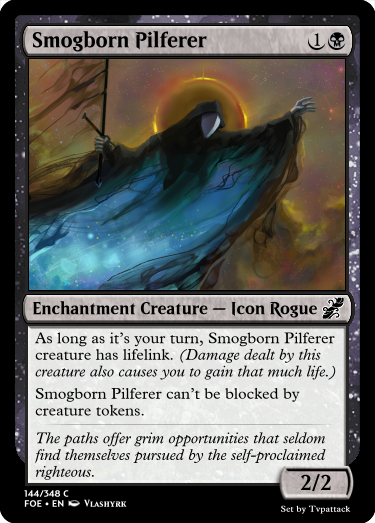 Smogborn Pilferer 1
Enchantment Creature — Icon Rogue
As long as it's your turn, Smogborn Pilferer
creature has lifelink. (Damage dealt by this
creature also causes you to gain that much life.)
Smogborn Pilferer can't be blocked by
creature tokens.
The paths offer grim opportunities that seldom
find themselves pursued by the self-proclaimed
righteous.
2/2
144/348 C
FOE • EN Vlashyrk
Set by Tvpattack